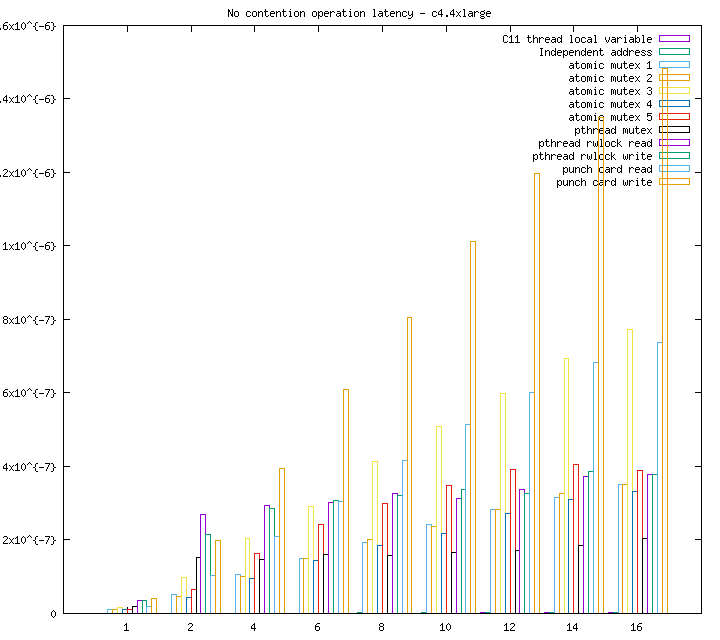 No contention operation latency - c4.4xlarge
.6x10^{-6}
.4x10^{-6}
.2x10^{-6}
1x10^{-6}
8x10^{-7}
6x10^{-7}
4x10^{-7}
2x10^{-7}
0
C11 thread local variable
Independent address
atomic mutex 1
atomic mutex 2
atomic mutex 3
atomic mutex 4
atomic mutex 5
pthread mutex
pthread rwlock read
pthread rwlock write
punch card read
punch card write
1 2 4 6 8 10 12 14 16